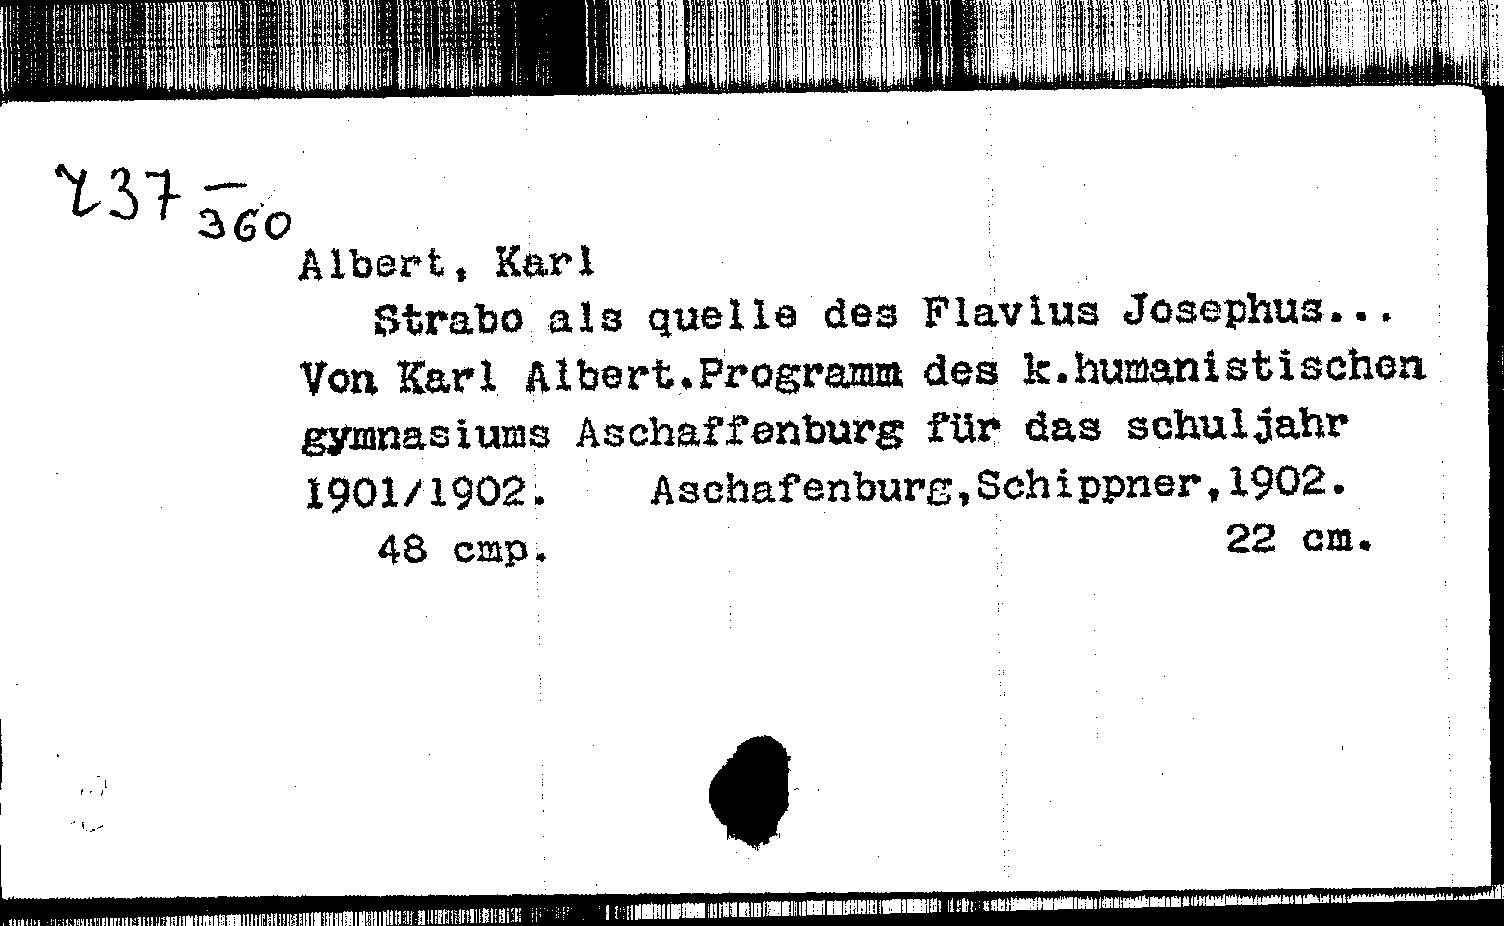 237 —
360
Albert, Karl
Strabo als quelle des Flavius Josephus...
Von Karl Albert.Programm des k.humanistischen
gymnasiums Aschaffenburg für das schuljahr
1901/1902. Aschafenburg,Schippner,1902.
48 cmp. 22 cm.